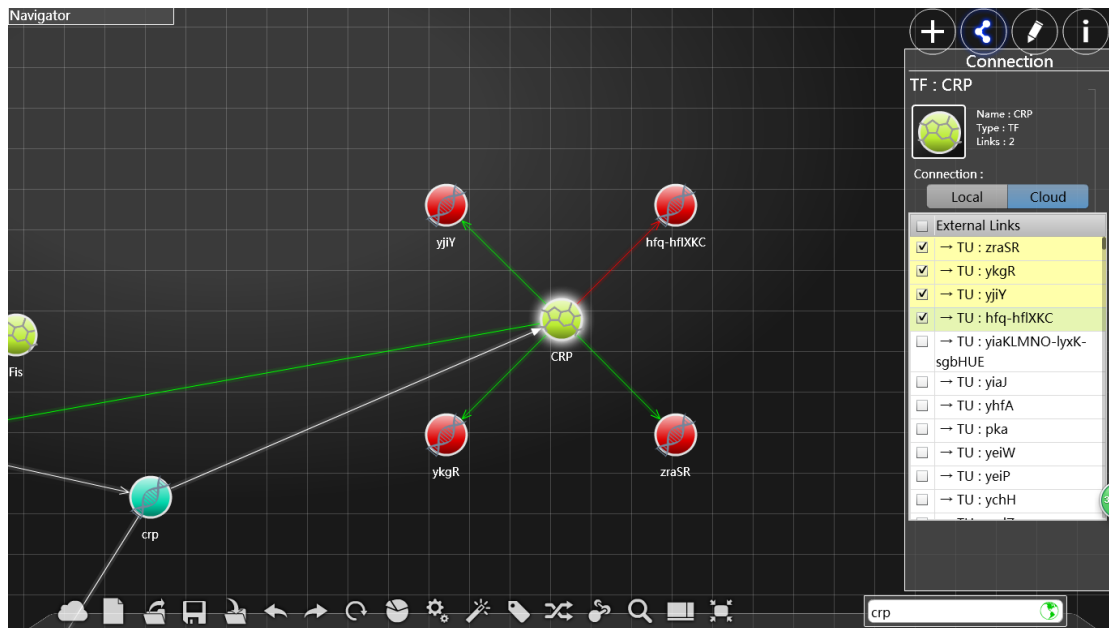 Navigator
Connection
TF : CRP
Name : CRP
Type : TF
Links : 2
Connection :
Local
Cloud
External Links
→ TU : zraSR
→ TU : ykgR
→ TU : yjiY
→ TU : hfq-hflXKC
→ TU : yiaKLMNO-lyxK-
sgbHUE
→ TU : yiaJ
→ TU : yhfA
→ TU : pka
→ TU : yeiW
→ TU : yeiP
→ TU : ychH
yjiY
hfq-hflXKC
CRP
Fis
ykgR
zraSR
crp
crp